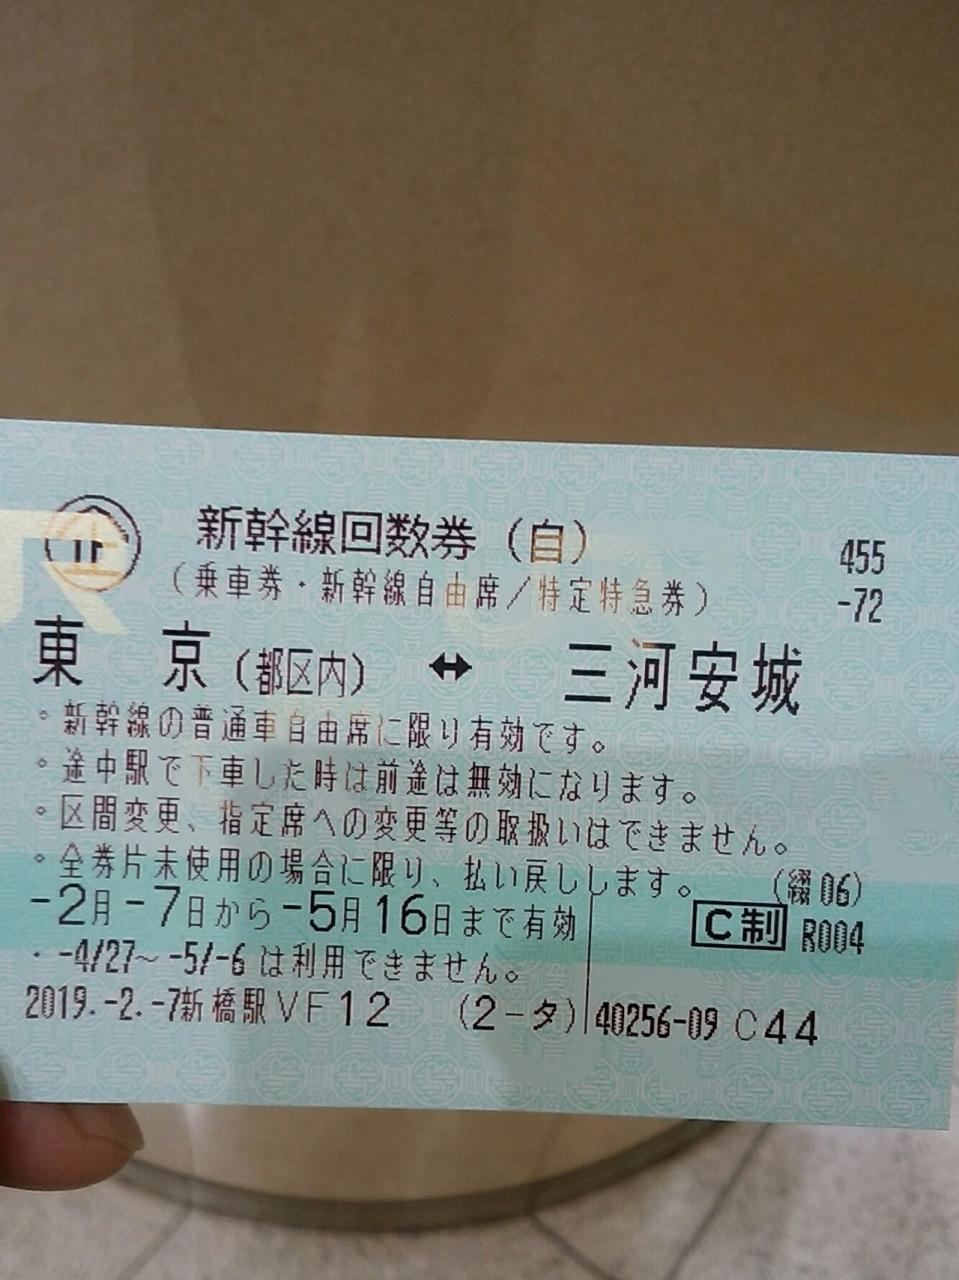 新幹線回数券（自）
455
（乗車券・新幹線自由席／特定特急券）
-72
東　京（都区内）↔三河安城
・新幹線の普通車自由席に限り有効です。
・途中駅で下車した時は前途は無効になります。
・区間変更、指定席への変更等の取扱いはできません。
・全券片未使用の場合に限り、払い戻しします。
（綴06）
-2月-7日から-5月16日まで有効
C制 R004
・-4/27～-5/-6は利用できません。
2019.-2.-7新橋駅VF12　（2-タ）40256-09 C44